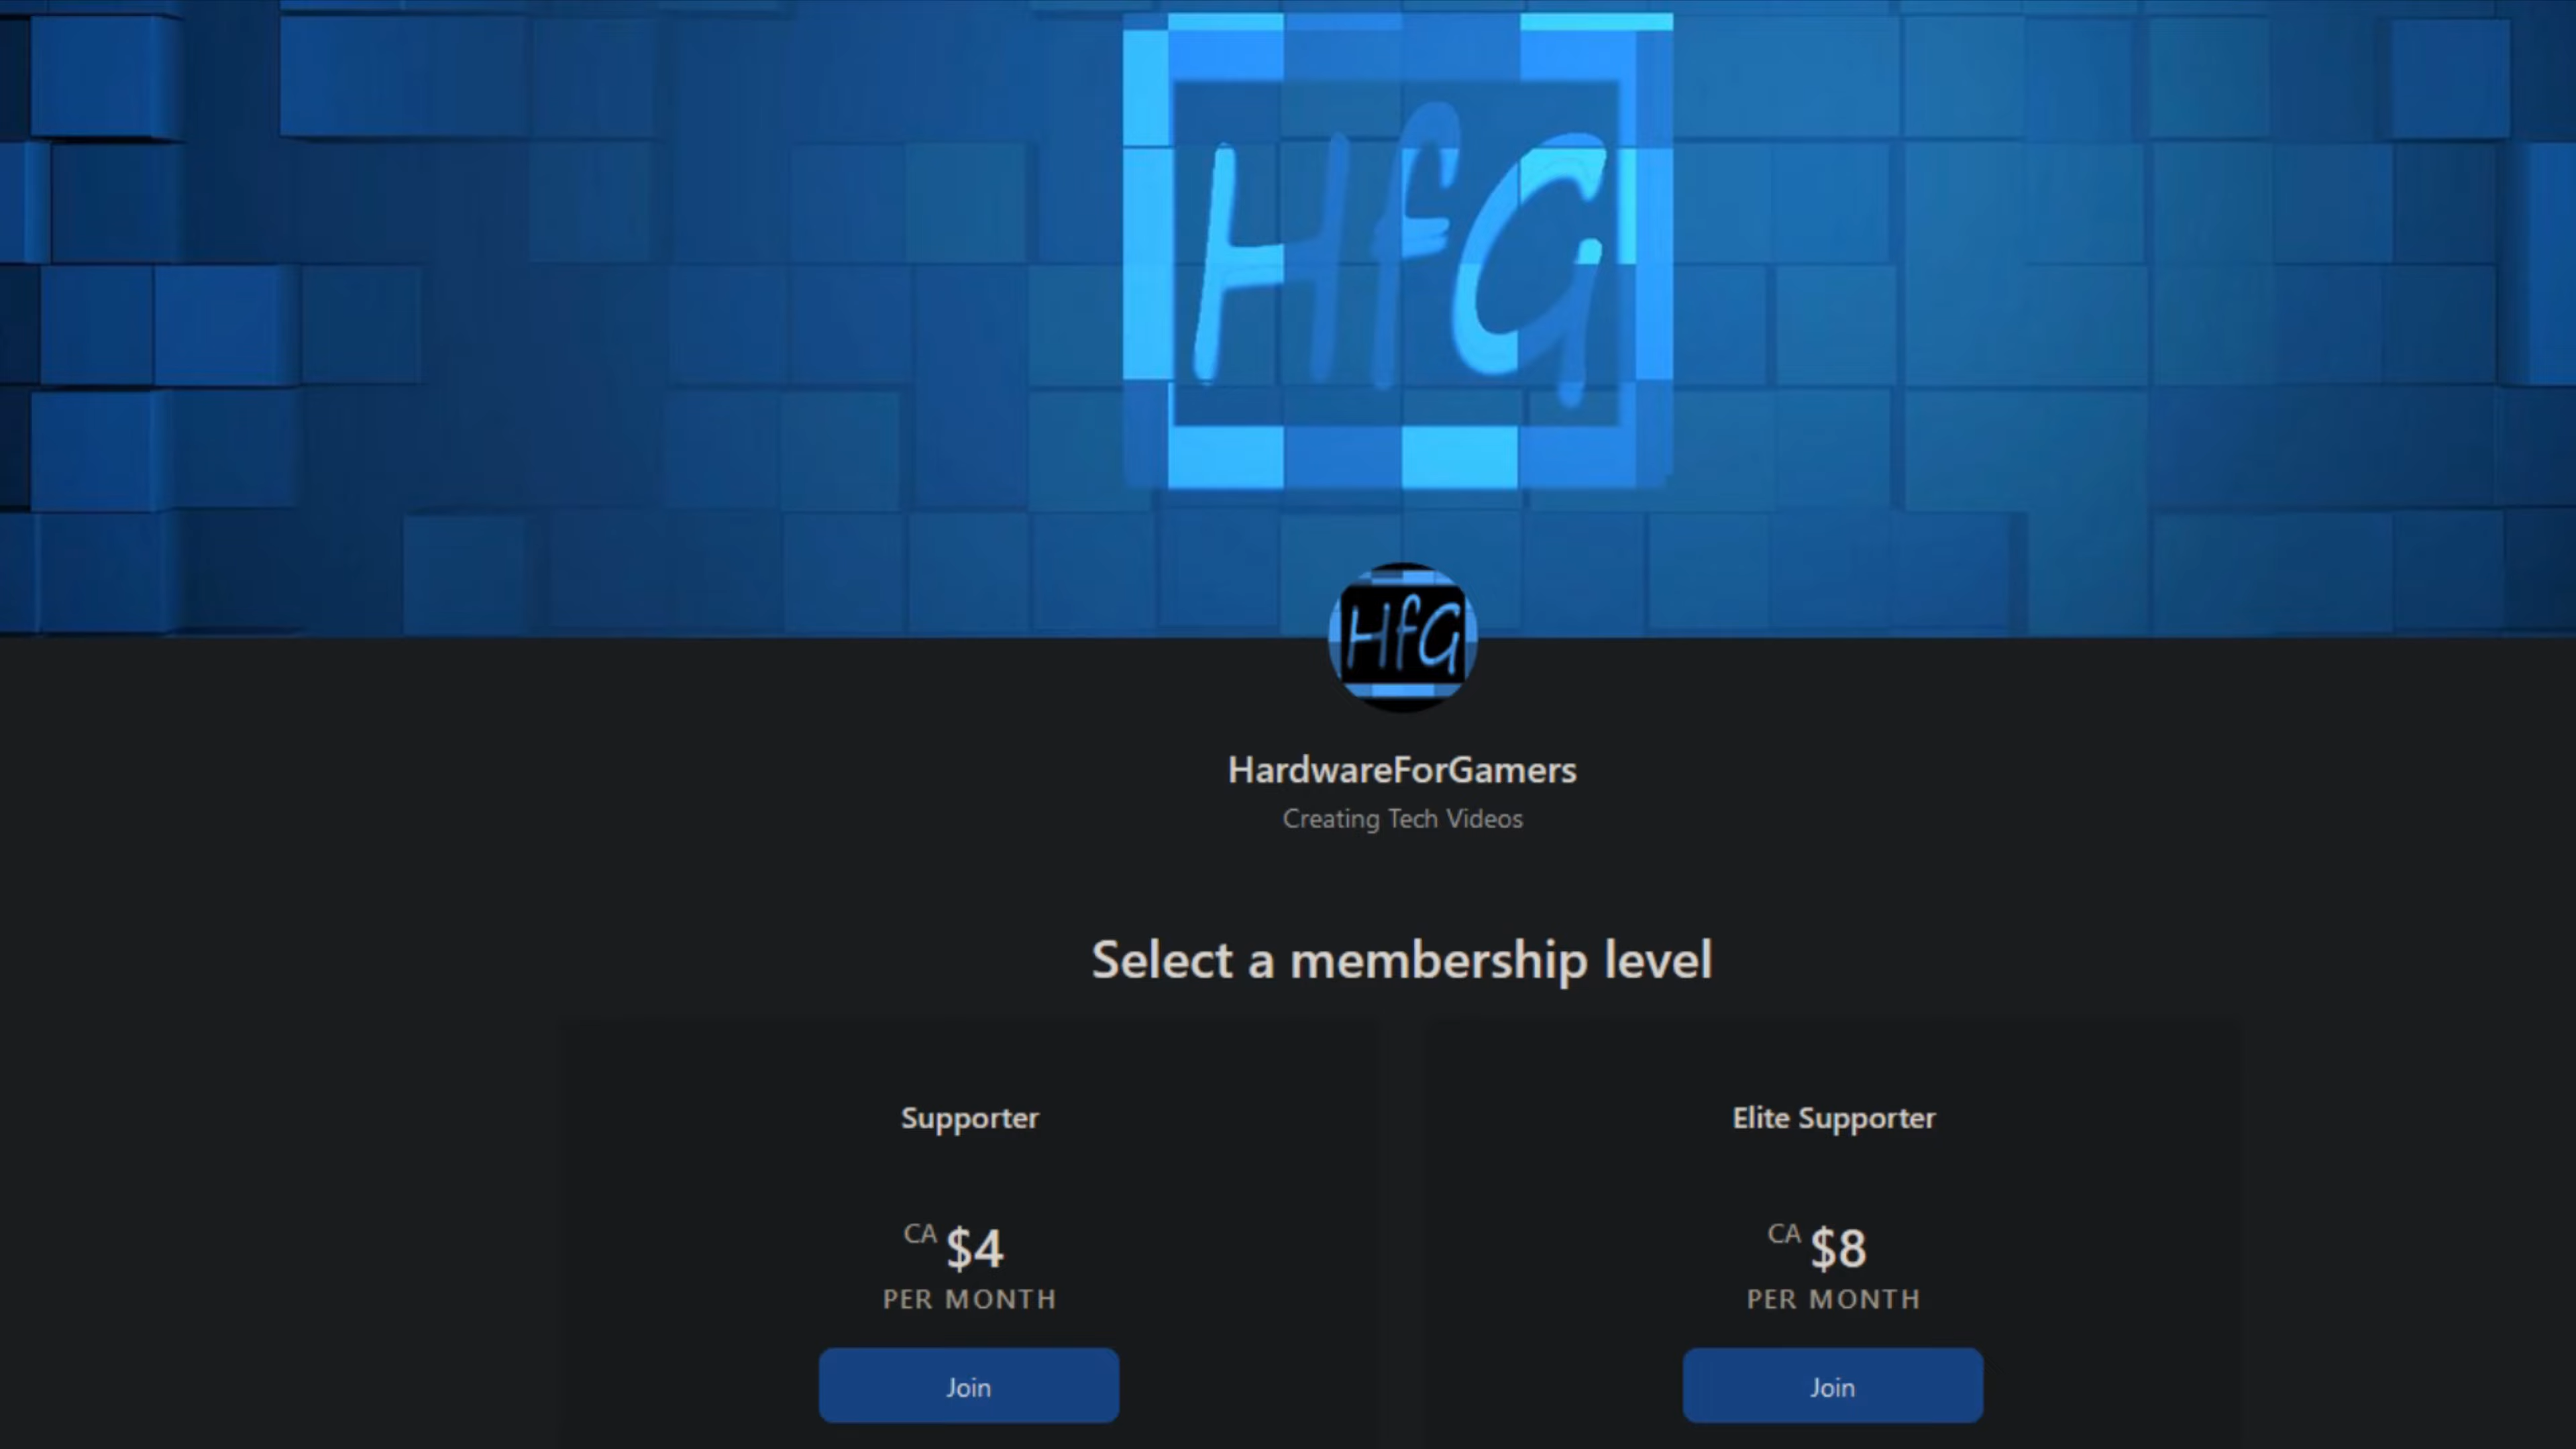 HfG
HfG
HardwareForGamers
Creating Tech Videos
Select a membership level
Supporter
CA $4
PER MONTH
Join
Elite Supporter
CA $8
PER MONTH
Join